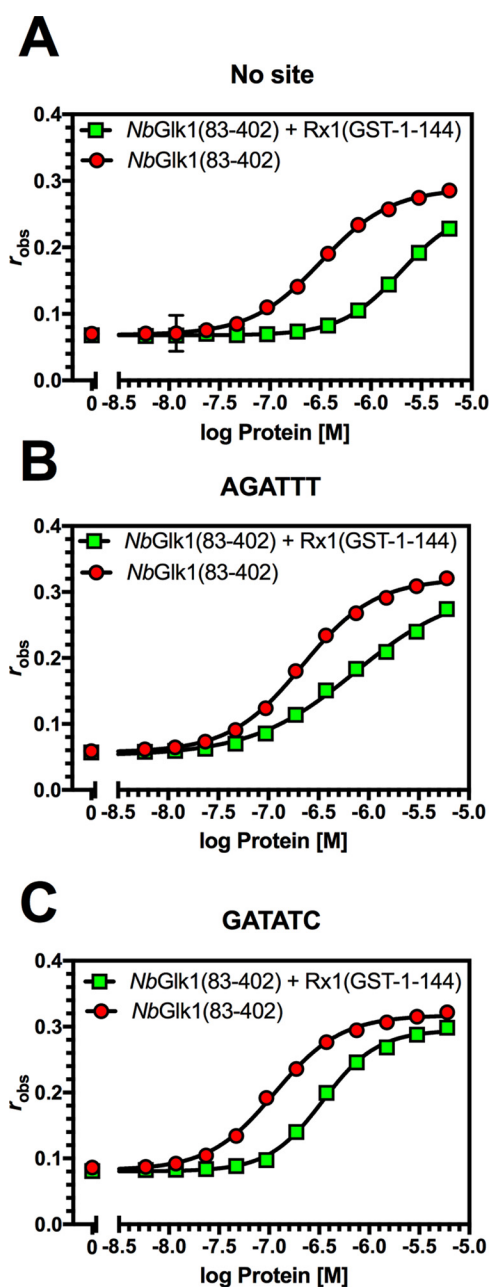 A
No site
NbGlk1(83-402) + Rx1(GST-1-144)
NbGlk1(83-402)
0.4
0.3
0.2
0.1
0.0
robs
0 -8.5 -8.0 -7.5 -7.0 -6.5 -6.0 -5.5 -5.0
log Protein [M]
B
AGATTT
NbGlk1(83-402) + Rx1(GST-1-144)
NbGlk1(83-402)
0.4
0.3
0.2
0.1
0.0
robs
0 -8.5 -8.0 -7.5 -7.0 -6.5 -6.0 -5.5 -5.0
log Protein [M]
C
GATATC
NbGlk1(83-402) + Rx1(GST-1-144)
NbGlk1(83-402)
0.4
0.3
0.2
0.1
0.0
robs
0 -8.5 -8.0 -7.5 -7.0 -6.5 -6.0 -5.5 -5.0
log Protein [M]